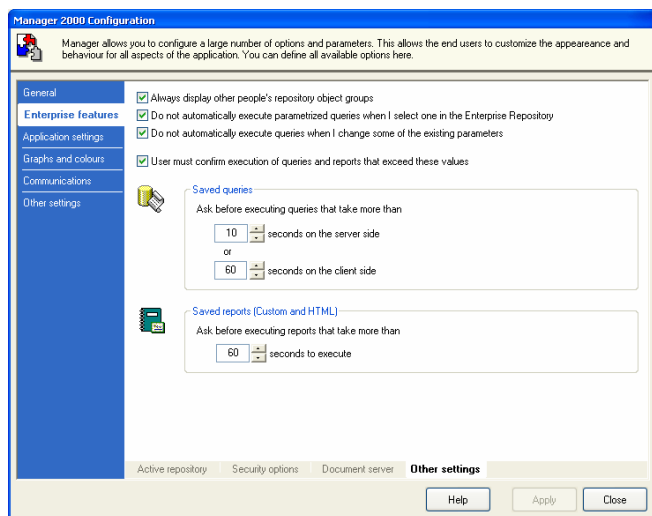 Manager 2000 Configuration
Manager allows you to configure a large number of options and parameters. This allows the end users to customize the appeareance and
behaviour for all aspects of the application. You can define all available options here.
General
Enterprise features
Application settings
Graphs and colours
Communications
Other settings
Always display other people's repository object groups
Do not automatically execute parametrized queries when I select one in the Enterprise Repository
Do not automatically execute queries when I change some of the existing parameters
User must confirm execution of queries and reports that exceed these values
Saved queries
Ask before executing queries that take more than
10 seconds on the server side
or
60 seconds on the client side
Saved reports (Custom and HTML)
Ask before executing reports that take more than
60 seconds to execute
Active repository Security options Document server Other settings
Help Apply Close